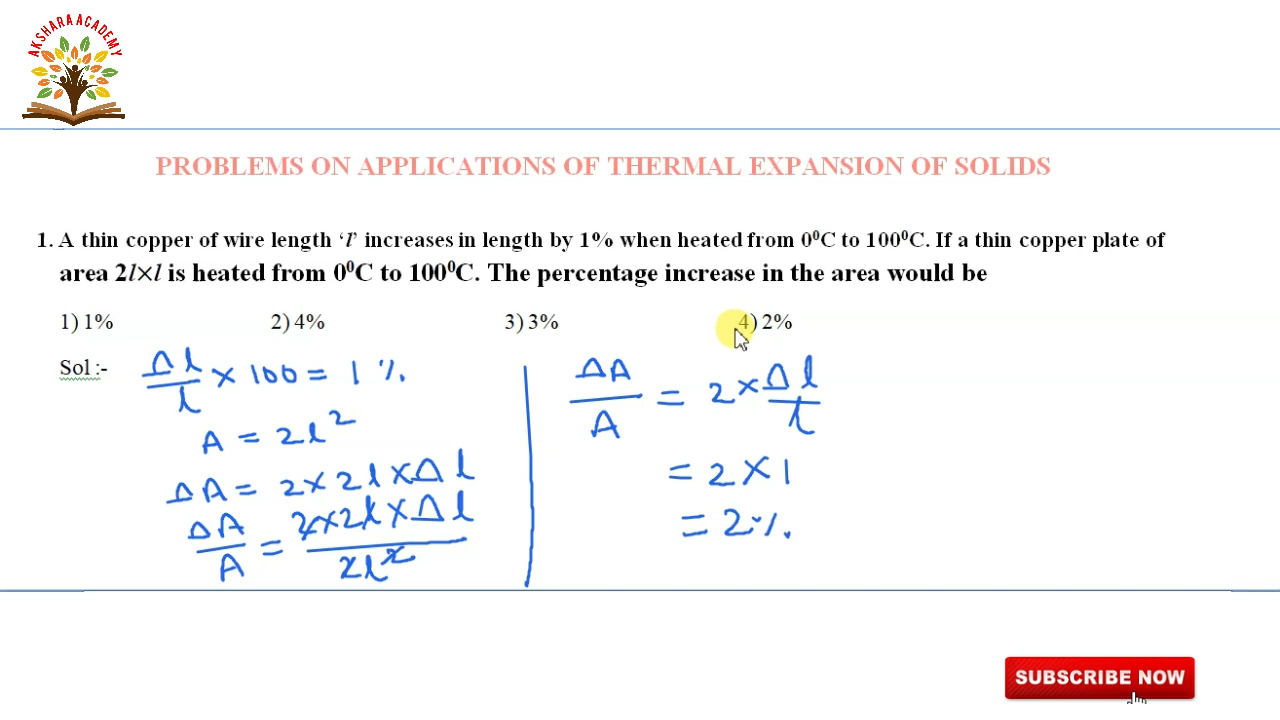 AKSHARA ACADEMY
PROBLEMS ON APPLICATIONS OF THERMAL EXPANSION OF SOLIDS
1. A thin copper of wire length ‘l’ increases in length by 1% when heated from 0⁰C to 100⁰C. If a thin copper plate of
area 2l×l is heated from 0⁰C to 100⁰C. The percentage increase in the area would be
1) 1% 2) 4% 3) 3% 4) 2%
Sol :- Δl/l × 100 = 1 %
A = 2l²
ΔA = 2×2l×Δl
ΔA/A = 2×2l×Δl/2l²
ΔA/A = 2×Δl/l
= 2×1
= 2%.
SUBSCRIBE NOW